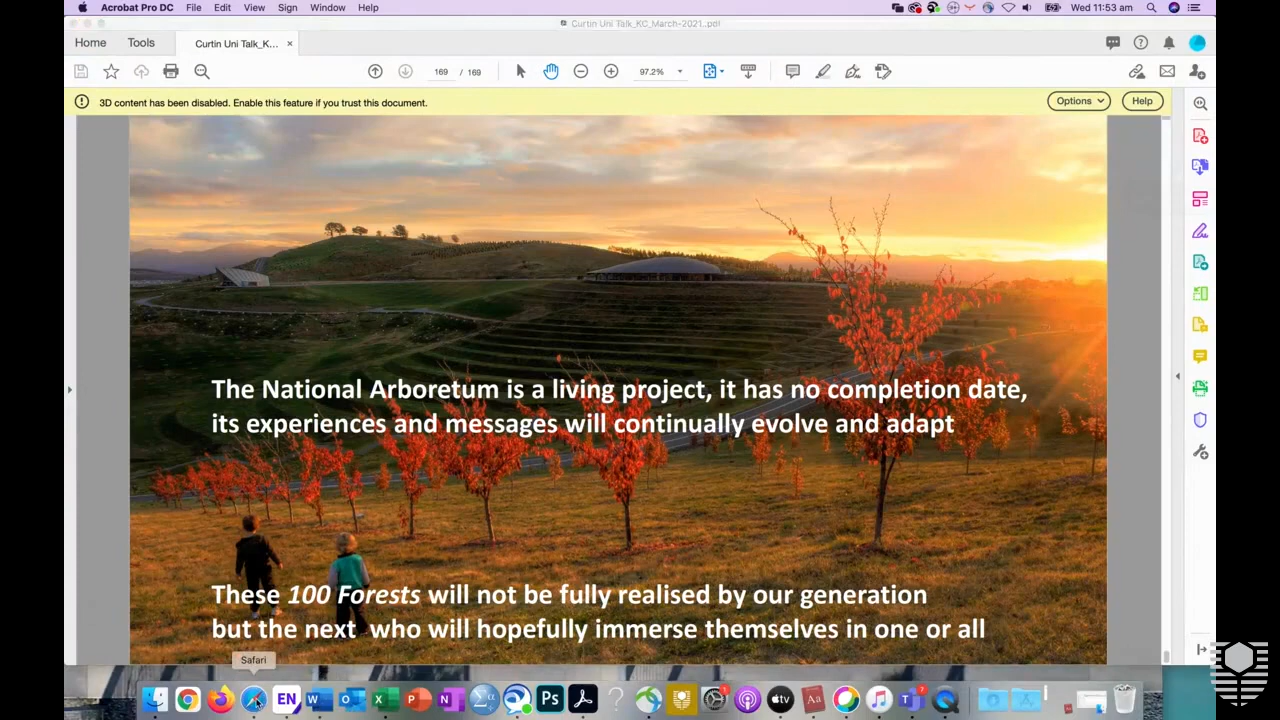 Acrobat Pro DC File Edit View Sign Window Help Wed 11:53 am
Curtin Uni Talk_KC_March-2021..pdf
Home Tools Curtin Uni Talk_K... ×
169 / 169 97.2%
3D content has been disabled. Enable this feature if you trust this document. Options Help
The National Arboretum is a living project, it has no completion date,
its experiences and messages will continually evolve and adapt
These 100 Forests will not be fully realised by our generation
but the next who will hopefully immerse themselves in one or all
Safari
EN W O X P N Ps Aa tv T